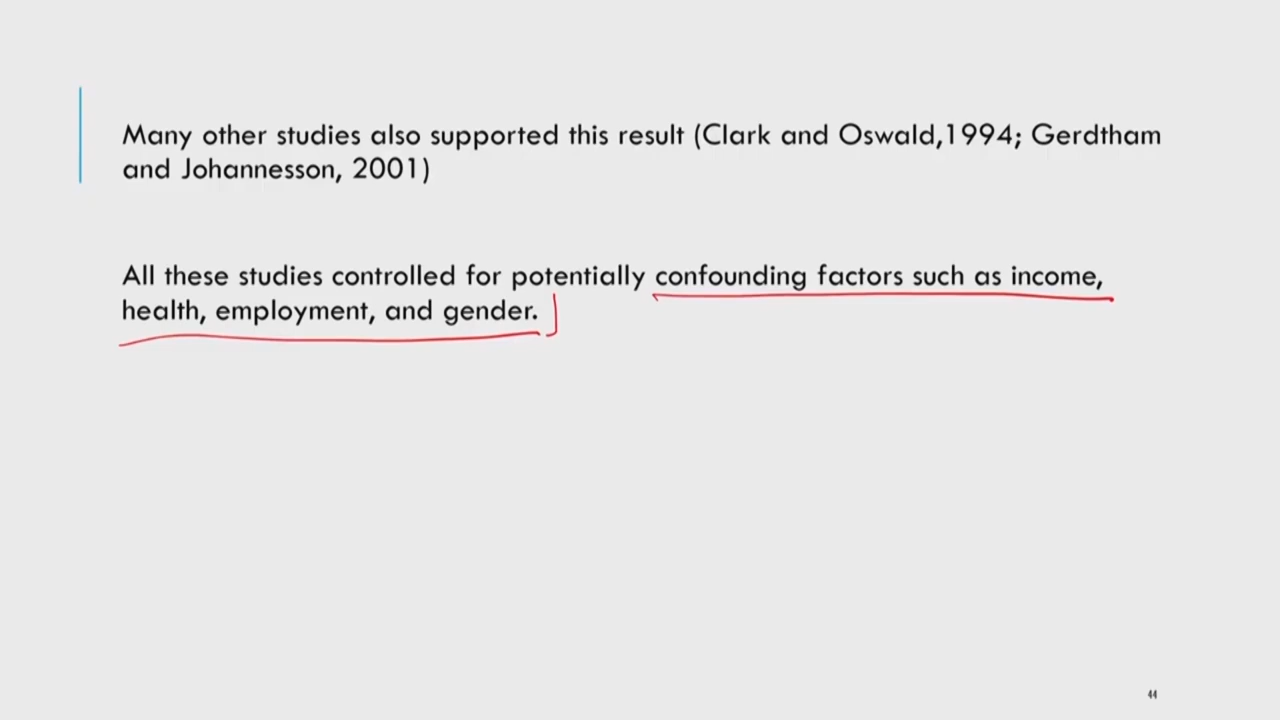 Many other studies also supported this result (Clark and Oswald,1994; Gerdtham
and Johannesson, 2001)
All these studies controlled for potentially confounding factors such as income,
health, employment, and gender.
44